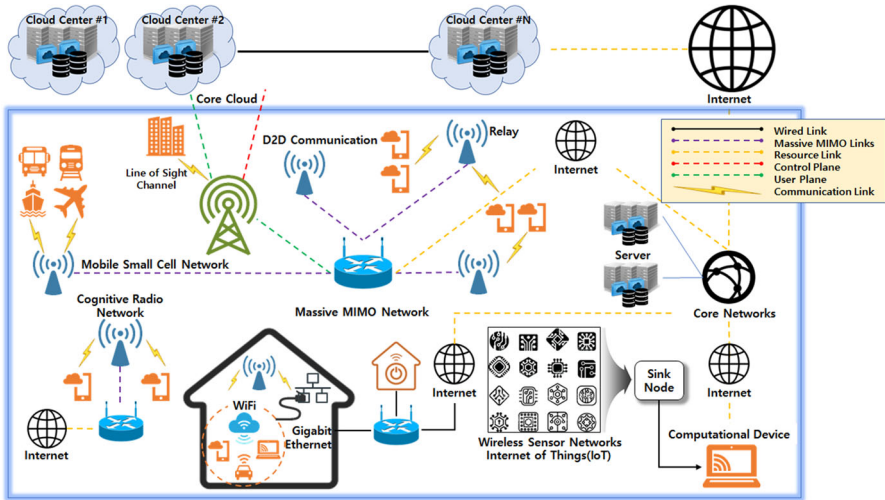 Cloud Center #1
Cloud Center #2
Cloud Center #N
Core Cloud
Internet
D2D Communication
Relay
Internet
Wired Link
Massive MIMO Links
Resource Link
Control Plane
User Plane
Communication Link
Line of Sight
Channel
Server
Mobile Small Cell Network
Massive MIMO Network
Core Networks
Cognitive Radio
Network
WiFi
Gigabit
Ethernet
Internet
Internet
Internet
Sink
Node
Wireless Sensor Networks
Internet of Things(IoT)
Computational Device